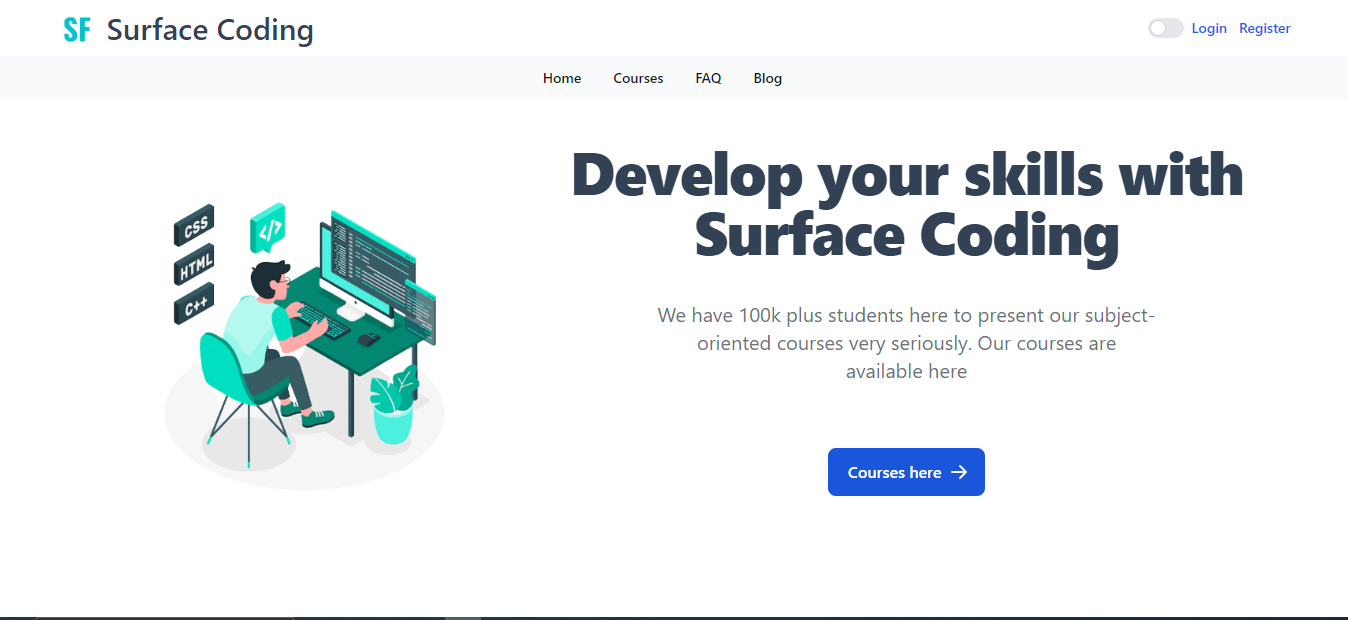 SF Surface Coding
Login Register
Home Courses FAQ Blog
Develop your skills with
Surface Coding
CSS
</>
HTML
C++
We have 100k plus students here to present our subject-
oriented courses very seriously. Our courses are
available here
Courses here →